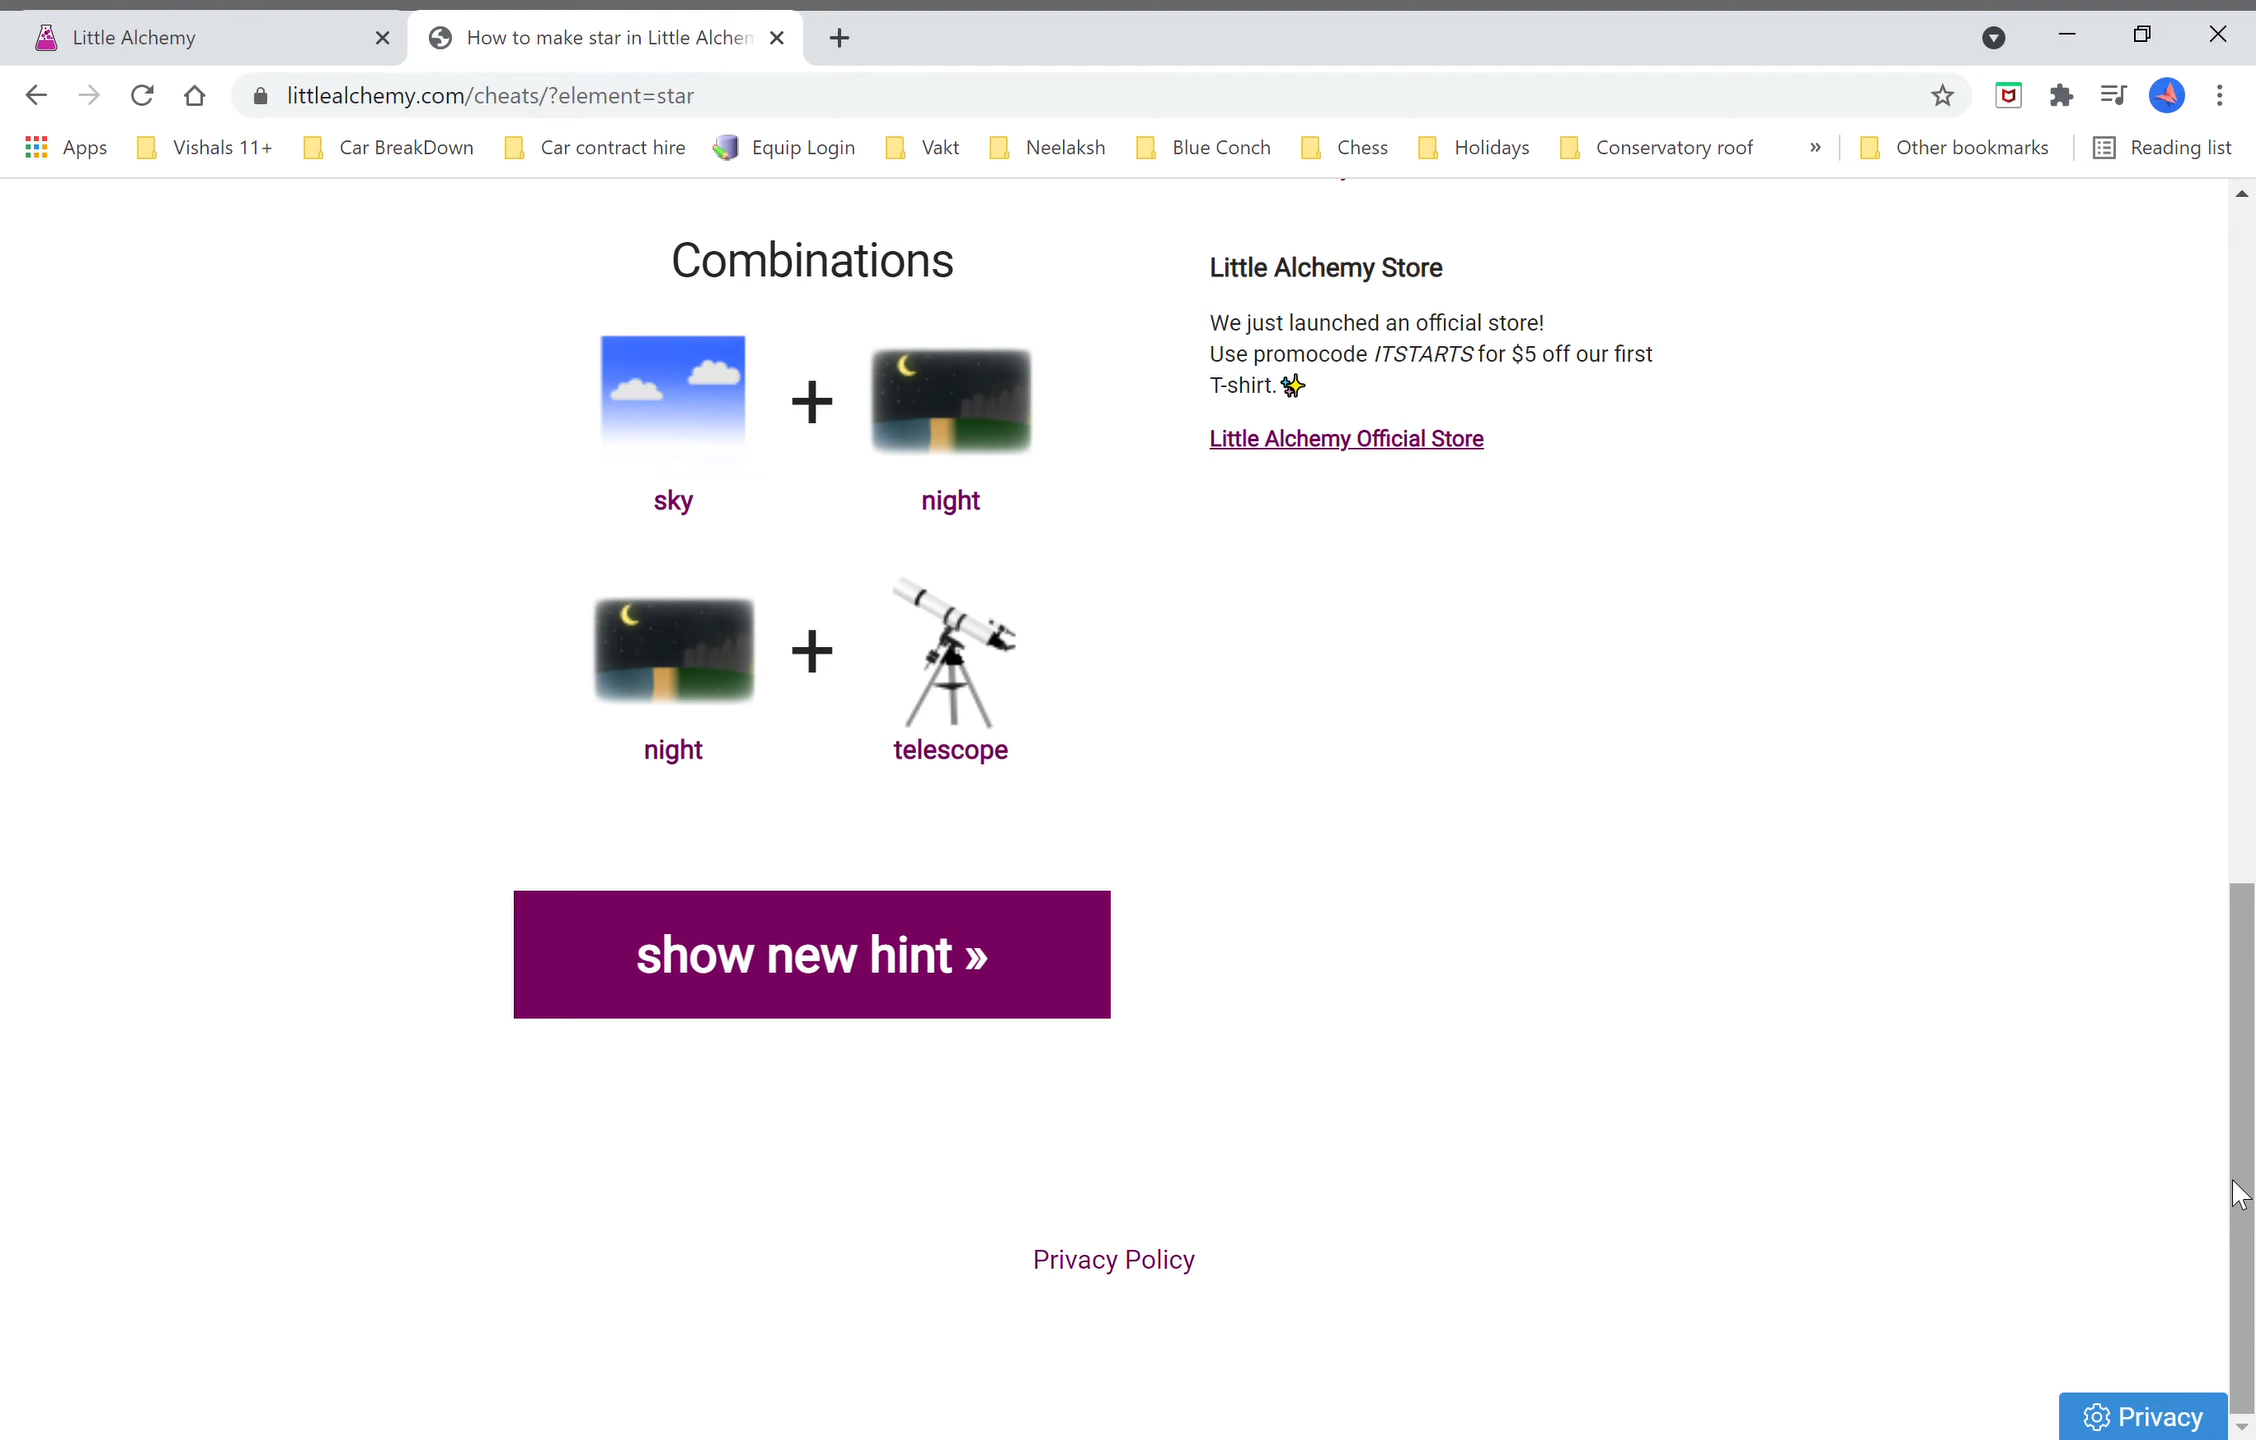 Little Alchemy
How to make star in Little Alchem
littlealchemy.com/cheats/?element=star
Apps
Vishals 11+
Car BreakDown
Car contract hire
Equip Login
Vakt
Neelaksh
Blue Conch
Chess
Holidays
Conservatory roof
»
Other bookmarks
Reading list
Combinations
sky
+
night
night
+
telescope
show new hint »
Little Alchemy Store
We just launched an official store!
Use promocode ITSTARTS for $5 off our first
T-shirt. ✨
Little Alchemy Official Store
Privacy Policy
Privacy